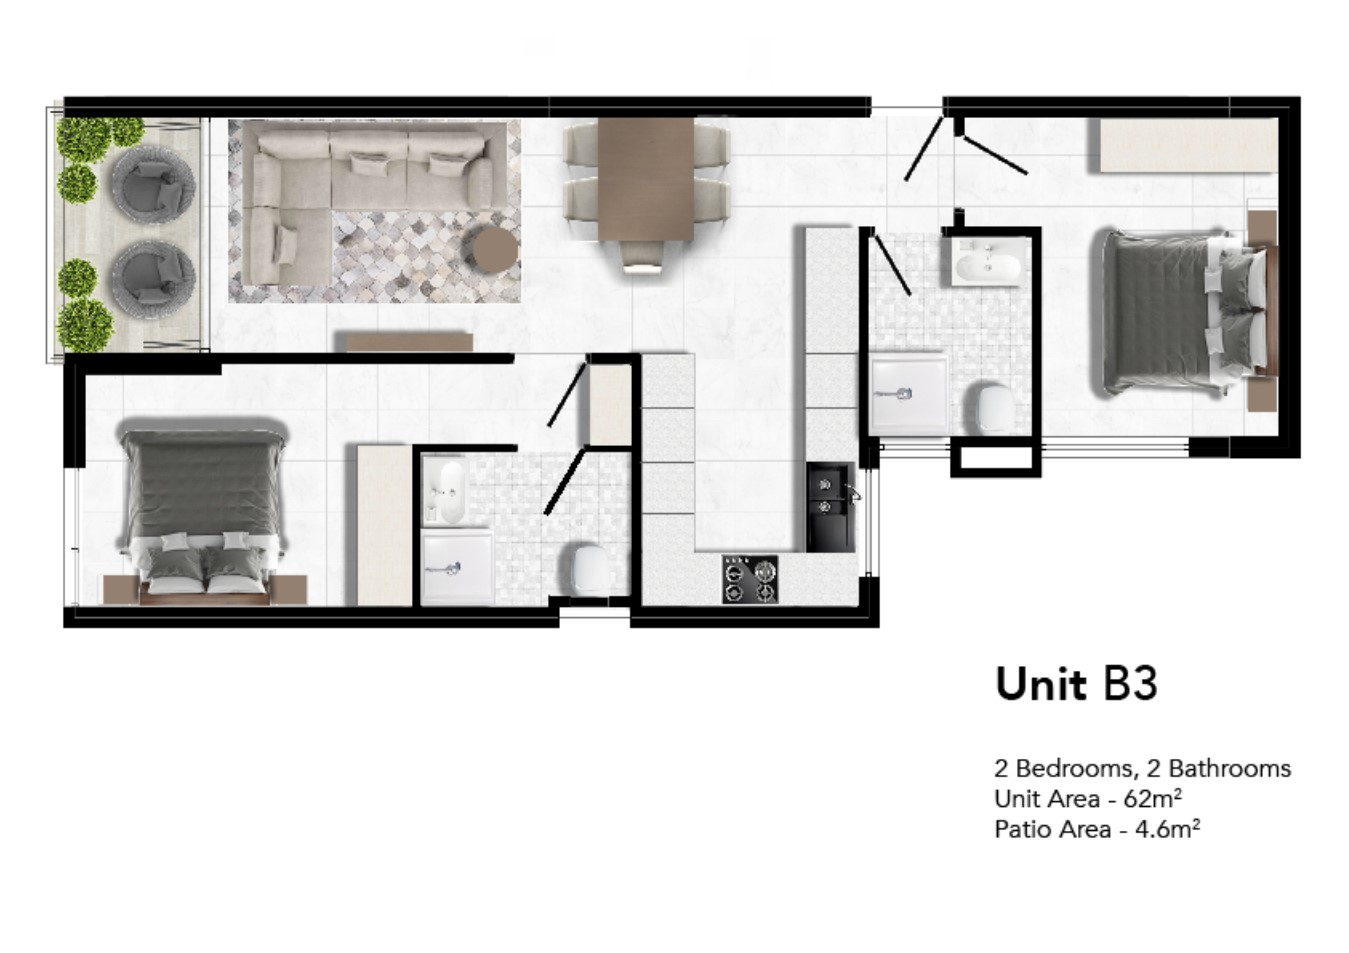 Unit B3
2 Bedrooms, 2 Bathrooms
Unit Area - 62m²
Patio Area - 4.6m²